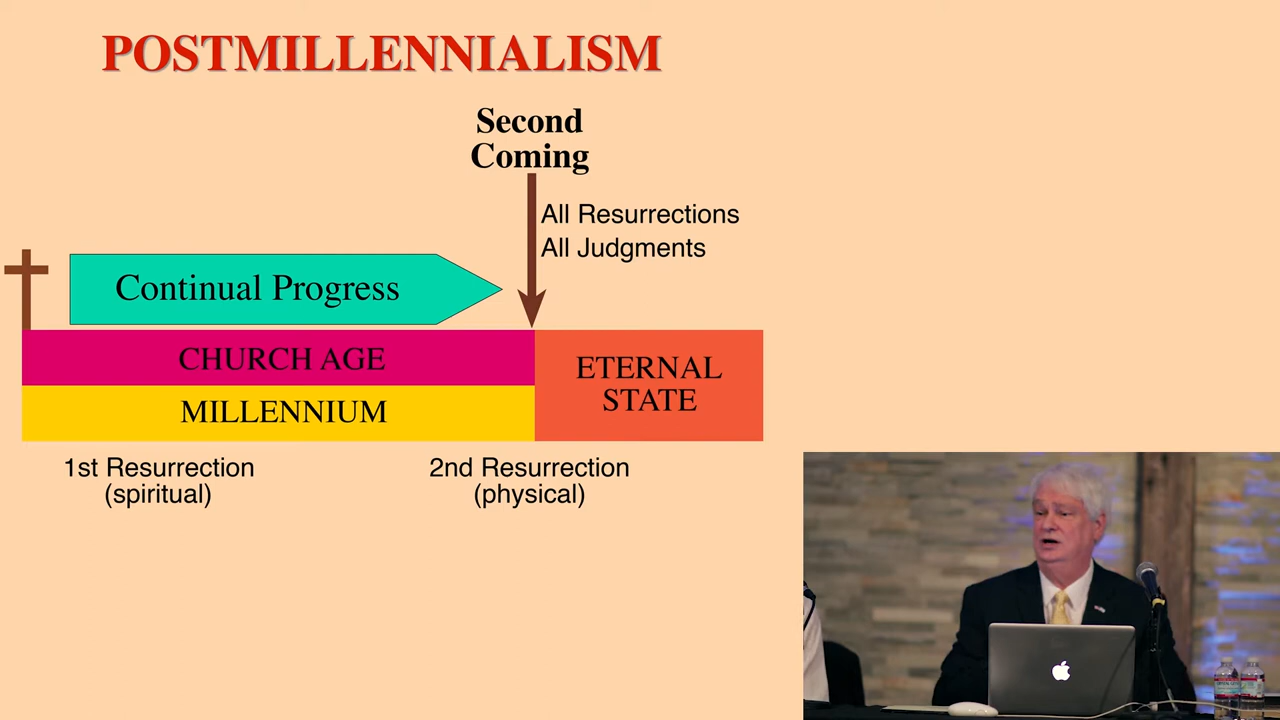 POSTMILLENNIALISM
Second
Coming
All Resurrections
All Judgments
Continual Progress
CHURCH AGE
MILLENNIUM
ETERNAL
STATE
1st Resurrection
(spiritual)
2nd Resurrection
(physical)